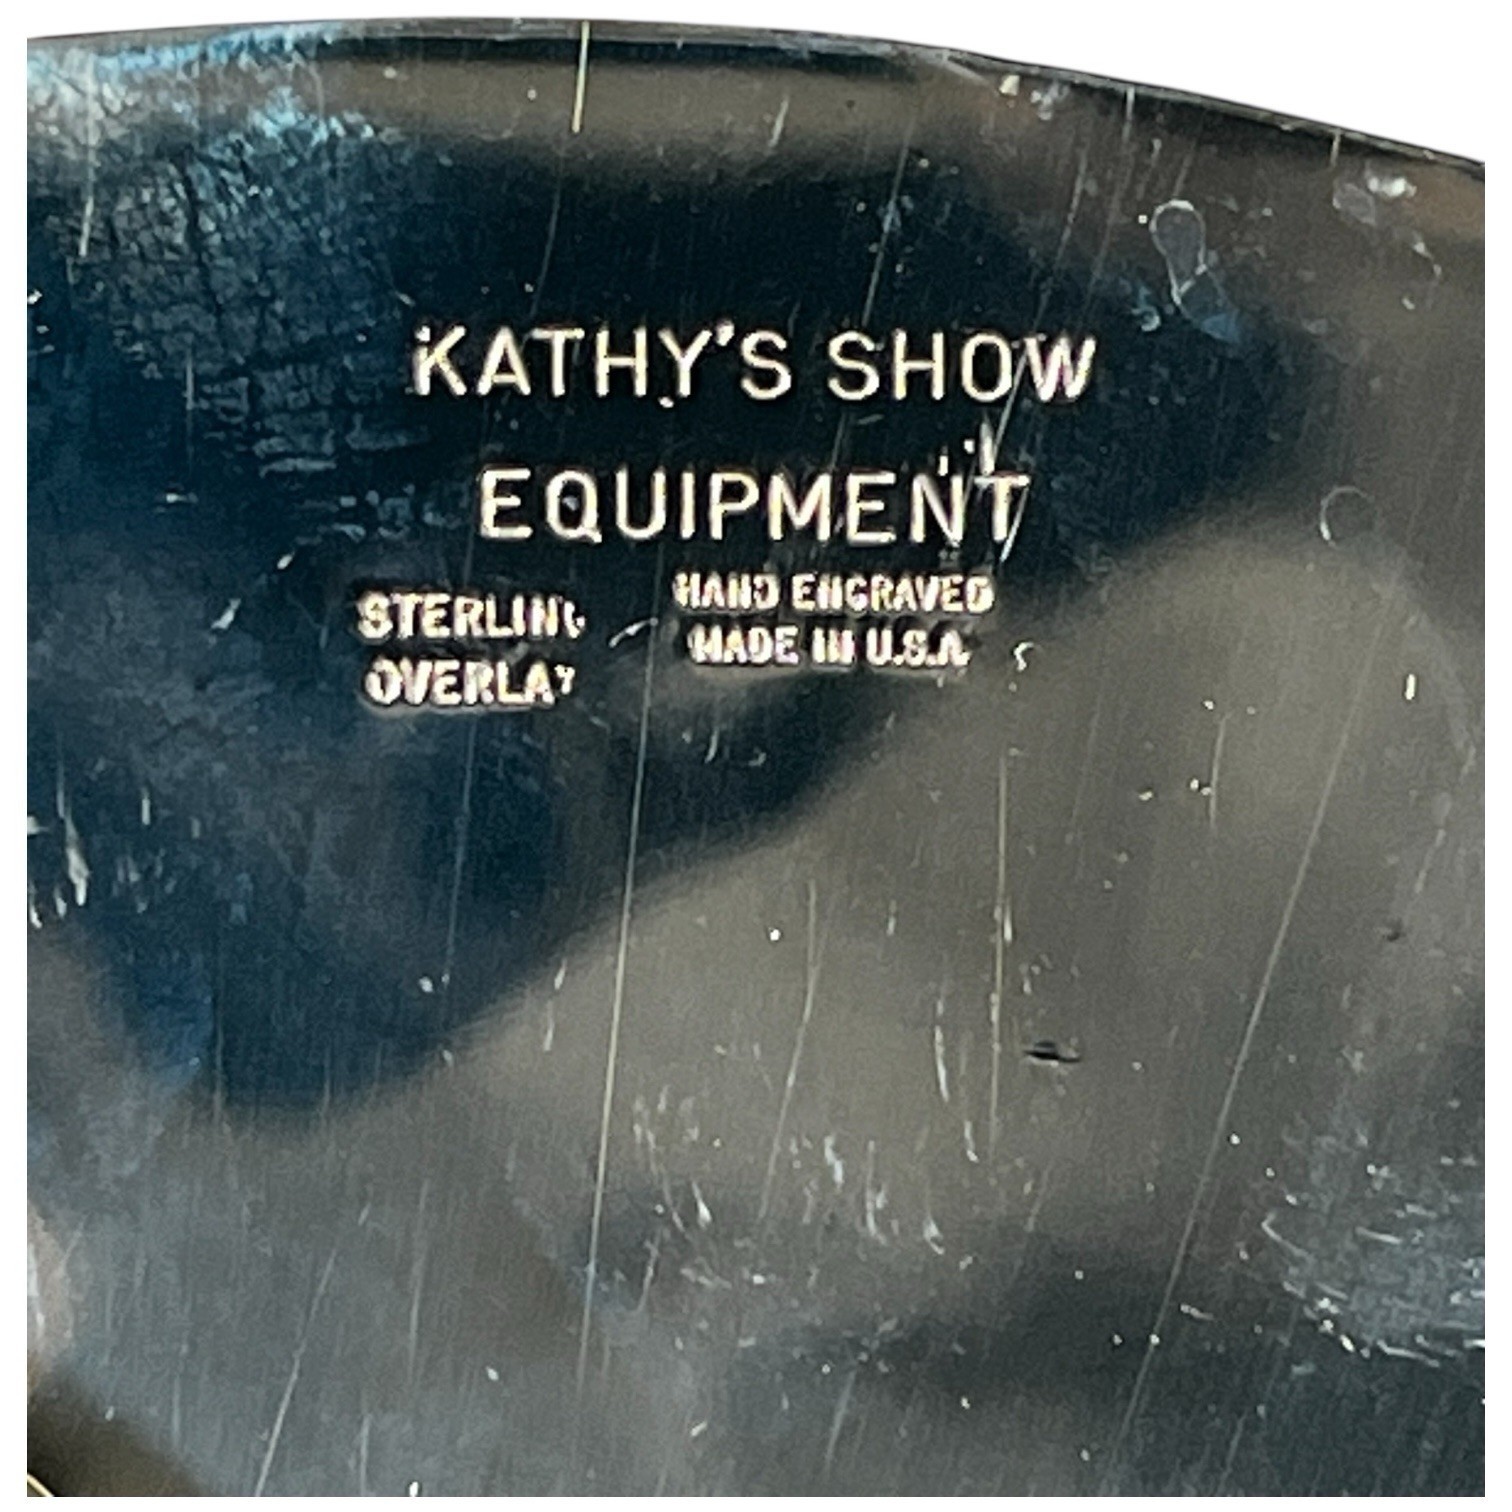 KATHY'S SHOW
EQUIPMENT
STERLING
OVERLAY
HAND ENGRAVED
MADE IN U.S.A.